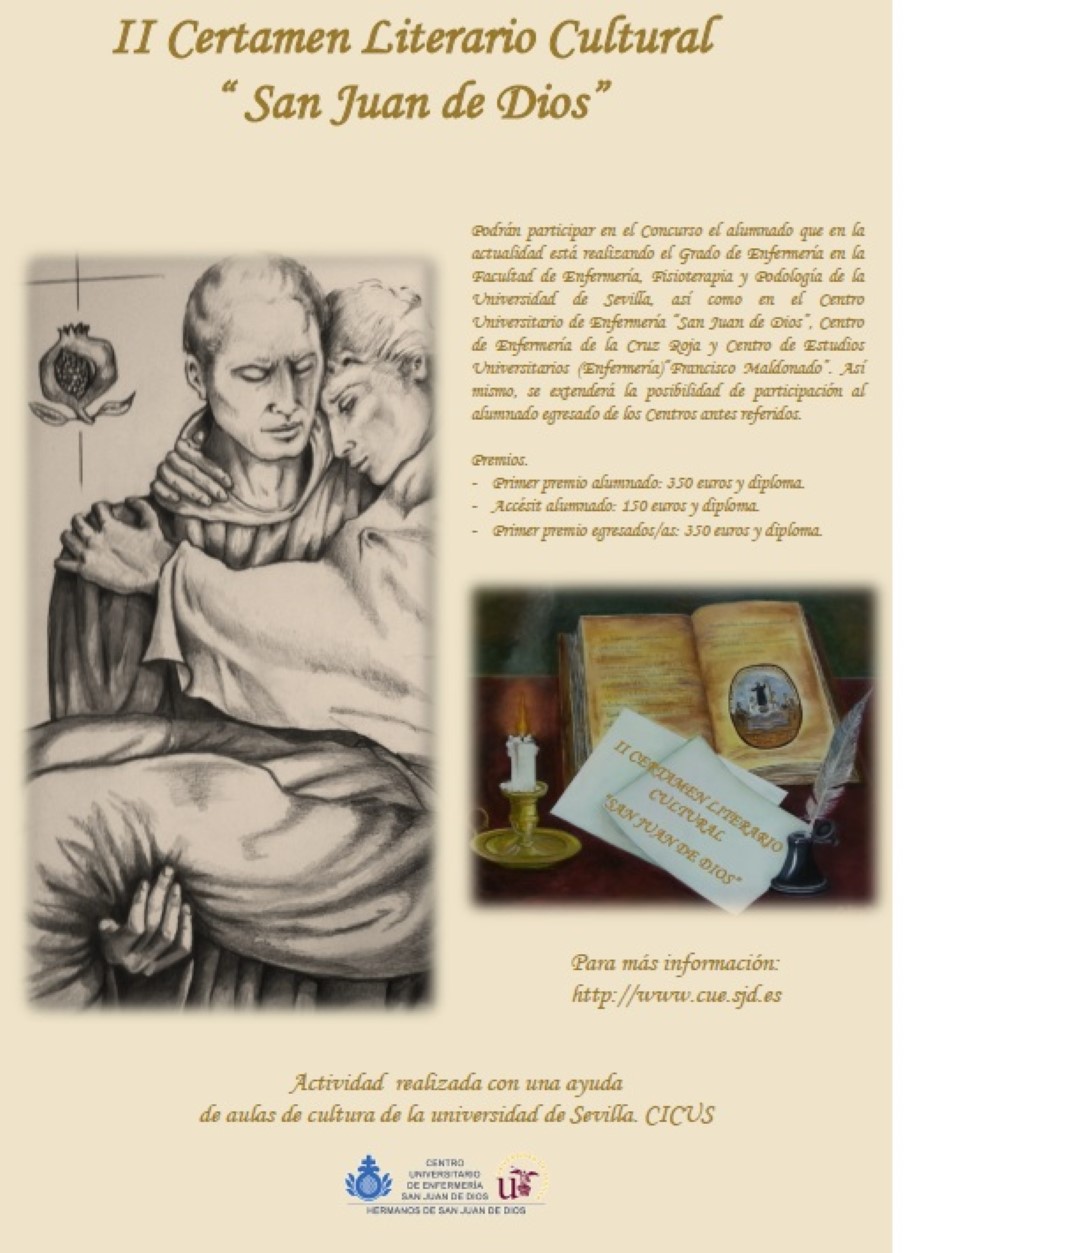 II Certamen Literario Cultural
“ San Juan de Dios”
Podrán participar en el Concurso el alumnado que en la
actualidad está realizando el Grado de Enfermería en la
Facultad de Enfermería, Fisioterapia y Podología de la
Universidad de Sevilla, así como en el Centro
Universitario de Enfermería “San Juan de Dios”, Centro
de Enfermería de la Cruz Roja y Centro de Estudios
Universitarios (Enfermería)“Francisco Maldonado”. Así
mismo, se extenderá la posibilidad de participación al
alumnado egresado de los Centros antes referidos.
Premios.
- Primer premio alumnado: 350 euros y diploma.
- Accésit alumnado: 150 euros y diploma.
- Primer premio egresados/as: 350 euros y diploma.
II CERTAMEN LITERARIO
CULTURAL
“SAN JUAN DE DIOS”
Para más información:
http://www.cue.sjd.es
Actividad realizada con una ayuda
de aulas de cultura de la universidad de Sevilla. CICUS
CENTRO
UNIVERSITARIO
DE ENFERMERÍA
SAN JUAN DE DIOS
HERMANOS DE SAN JUAN DE DIOS